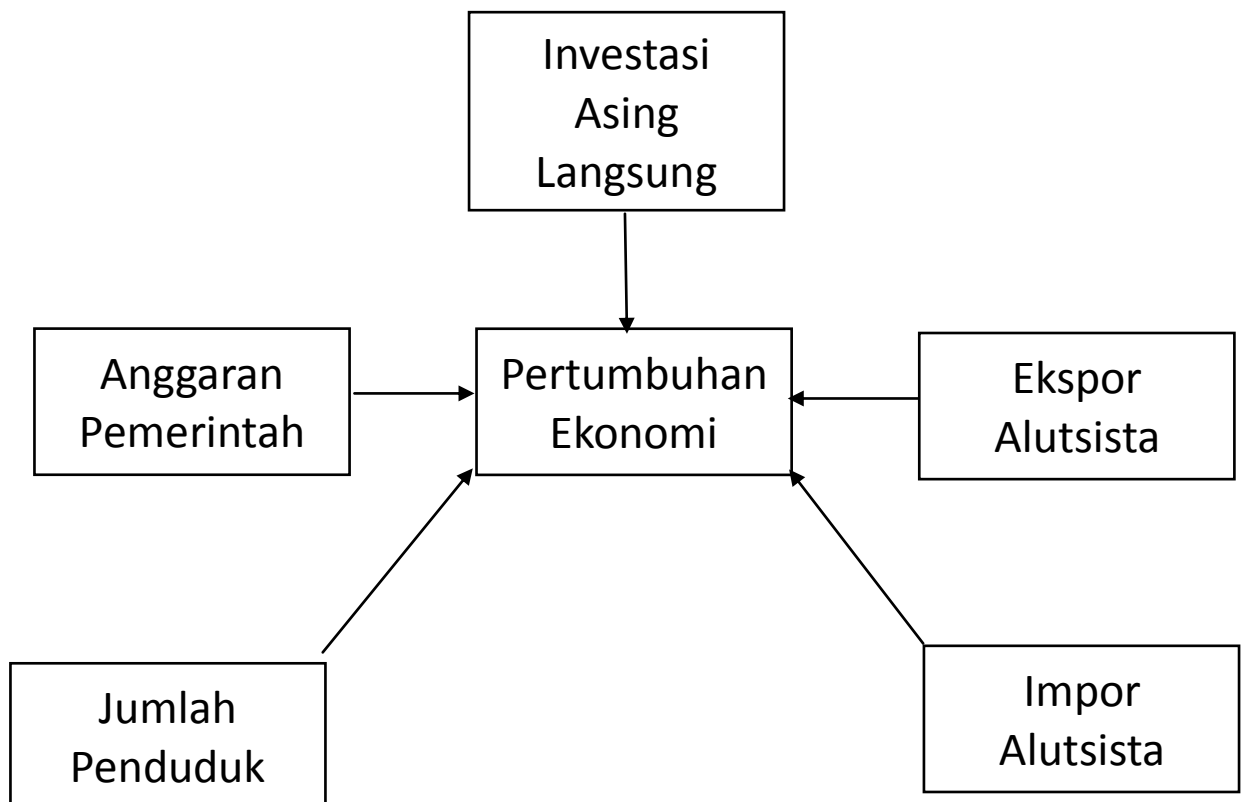 Investasi
Asing
Langsung
Anggaran
Pemerintah
Pertumbuhan
Ekonomi
Ekspor
Alutsista
Jumlah
Penduduk
Impor
Alutsista